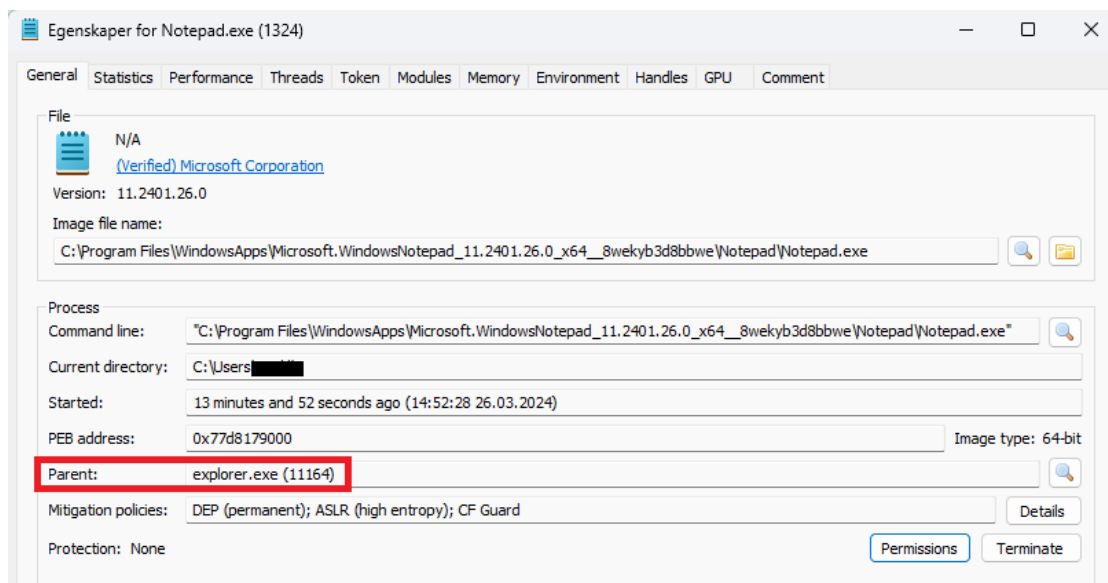 Egenskaper for Notepad.exe (1324)
General Statistics Performance Threads Token Modules Memory Environment Handles GPU Comment
File
N/A
(Verified) Microsoft Corporation
Version: 11.2401.26.0
Image file name:
C:\Program Files\WindowsApps\Microsoft.WindowsNotepad_11.2401.26.0_x64__8wekyb3d8bbwe\Notepad\Notepad.exe
Process
Command line: "C:\Program Files\WindowsApps\Microsoft.WindowsNotepad_11.2401.26.0_x64__8wekyb3d8bbwe\Notepad\Notepad.exe"
Current directory: C:\Users\
Started: 13 minutes and 52 seconds ago (14:52:28 26.03.2024)
PEB address: 0x77d8179000 Image type: 64-bit
Parent: explorer.exe (11164)
Mitigation policies: DEP (permanent); ASLR (high entropy); CF Guard Details
Protection: None Permissions Terminate